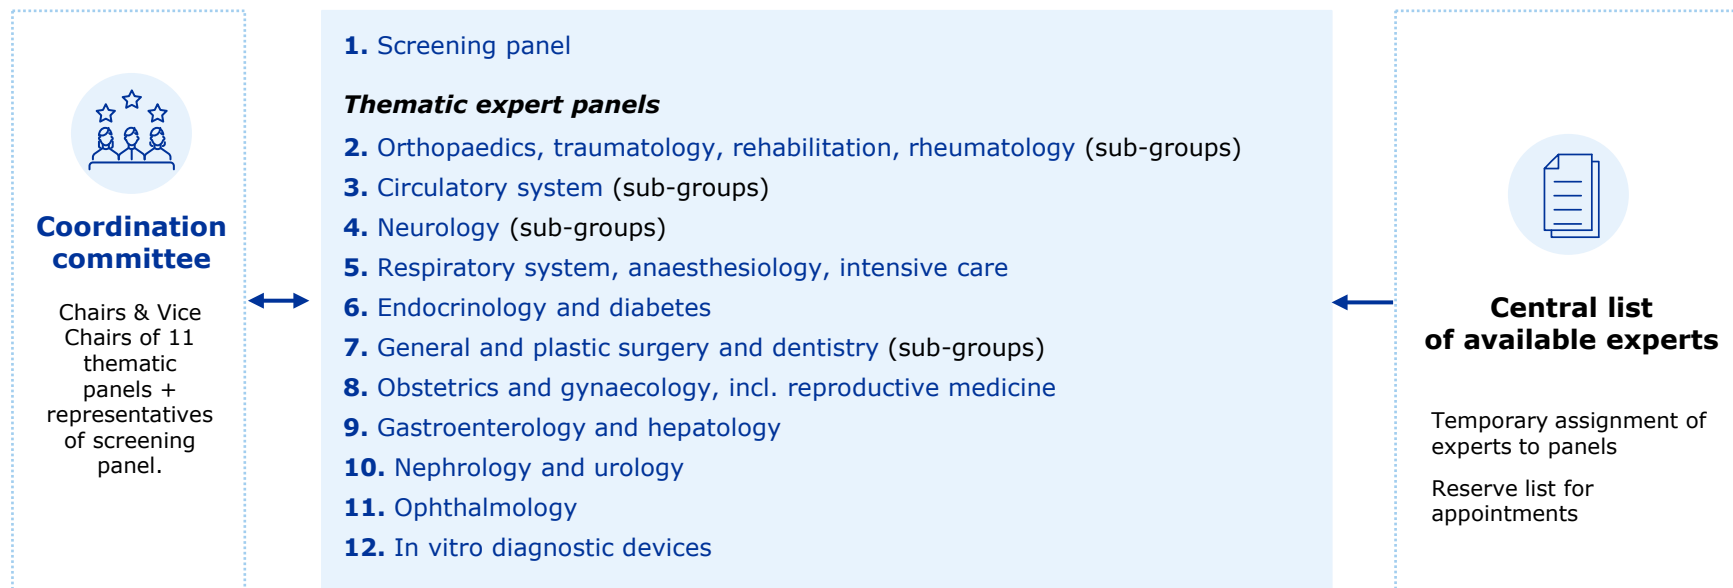 Coordination
committee
Chairs & Vice
Chairs of 11
thematic
panels +
representatives
of screening
panel.
1. Screening panel
Thematic expert panels
2. Orthopaedics, traumatology, rehabilitation, rheumatology (sub-groups)
3. Circulatory system (sub-groups)
4. Neurology (sub-groups)
5. Respiratory system, anaesthesiology, intensive care
6. Endocrinology and diabetes
7. General and plastic surgery and dentistry (sub-groups)
8. Obstetrics and gynaecology, incl. reproductive medicine
9. Gastroenterology and hepatology
10. Nephrology and urology
11. Ophthalmology
12. In vitro diagnostic devices
Central list
of available experts
Temporary assignment of
experts to panels
Reserve list for
appointments